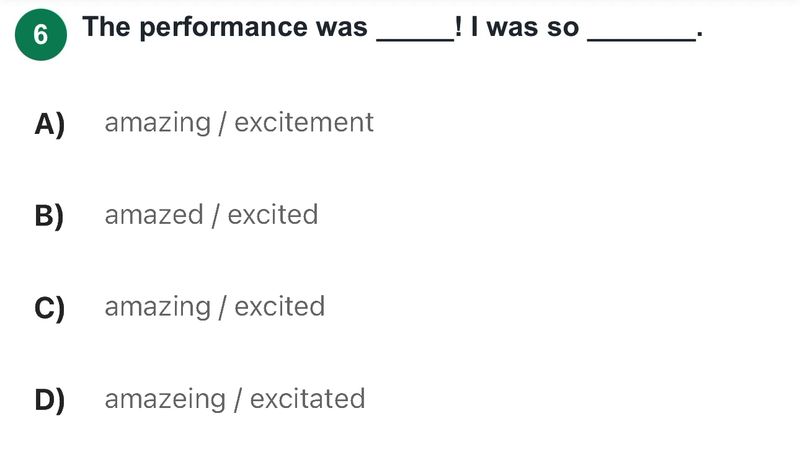 6 The performance was _____! I was so _______.
A) amazing / excitement
B) amazed / excited
C) amazing / excited
D) amazeing / excitated